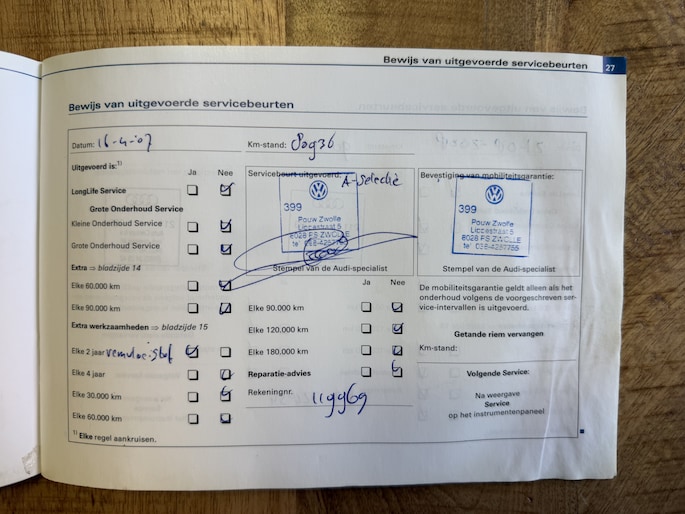 Bewijs van uitgevoerde servicebeurten 27
Bewijs van uitgevoerde servicebeurten
Datum: 16-4-07
Km-stand:
Uitgevoerd is:1)
Ja Nee
LongLife Service
Grote Onderhoud Service
Kleine Onderhoud Service
Grote Onderhoud Service
Extra ⇒ bladzijde 14
Elke 60.000 km
Elke 90.000 km
Extra werkzaamheden ⇒ bladzijde 15
Elke 2 jaar
Elke 4 jaar
Elke 30.000 km
Elke 60.000 km
1) Elke regel aankruisen.
Servicebeurt uitgevoerd:
A-selectie
399
Pouw Zwolle
8028 PS ZWOLLE
Stempel van de Audi-specialist
Ja Nee
Elke 90.000 km
Elke 120.000 km
Elke 180.000 km
Reparatie-advies
Rekeningnr.
119969
Bevestiging van mobiliteitsgarantie:
399
Pouw Zwolle
8028 PS ZWOLLE
Stempel van de Audi-specialist
De mobiliteitsgarantie geldt alleen als het
onderhoud volgens de voorgeschreven ser-
vice-intervallen is uitgevoerd.
Getande riem vervangen
Km-stand:
Volgende Service:
Na weergave
Service
op het instrumentenpaneel